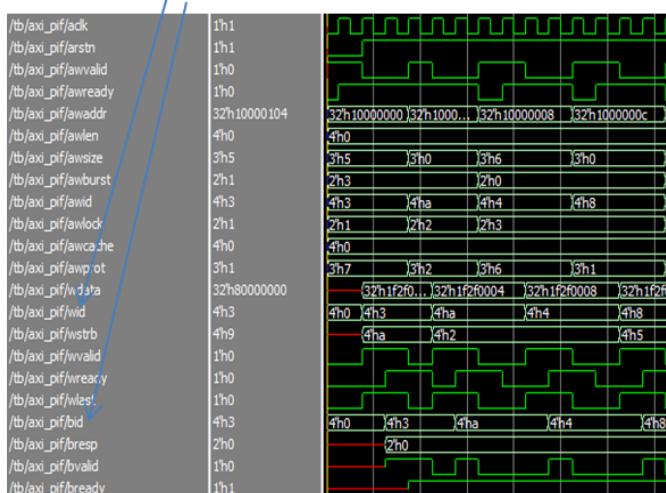 /tb/axi_pif/aclk 1'h1
/tb/axi_pif/arstn 1'h1
/tb/axi_pif/awvalid 1'h0
/tb/axi_pif/awready 1'h0
/tb/axi_pif/awaddr 32'h10000104 32'h10000000 32'h1000... 32'h10000008 32'h1000000c
/tb/axi_pif/awlen 4'h0 4'h0
/tb/axi_pif/awsize 3'h5 3'h5 3'h0 3'h6 3'h0
/tb/axi_pif/awburst 2'h1 2'h3 2'h0
/tb/axi_pif/awid 4'h3 4'h3 4'ha 4'h4 4'h8
/tb/axi_pif/awlock 2'h1 2'h1 2'h2 2'h3
/tb/axi_pif/awcache 4'h0 4'h0
/tb/axi_pif/awprot 3'h1 3'h7 3'h2 3'h6 3'h1
/tb/axi_pif/wdata 32'h80000000 32'h1f2f0... 32'h1f2f0004 32'h1f2f0008 32'h1f2f0
/tb/axi_pif/wid 4'h3 4'h0 4'h3 4'ha 4'h4 4'h8
/tb/axi_pif/wstrb 4'h9 4'ha 4'h2 4'h5
/tb/axi_pif/wvalid 1'h0
/tb/axi_pif/wready 1'h0
/tb/axi_pif/wlast 1'h0
/tb/axi_pif/bid 4'h3 4'h0 4'h3 4'ha 4'h4 4'h8
/tb/axi_pif/bresp 2'h0 2'h0
/tb/axi_pif/bvalid 1'h0
/tb/axi_pif/bready 1'h1